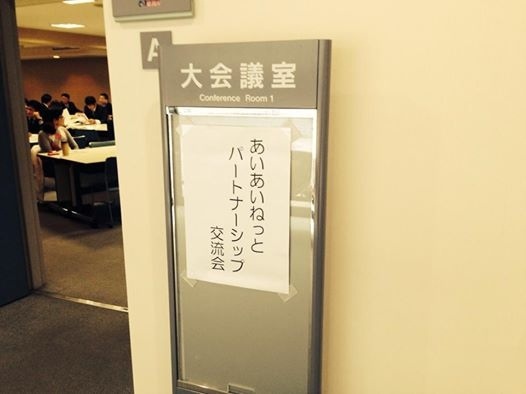 A
大会議室
Conference Room 1
あいあいねっと
パートナーシップ
交流会